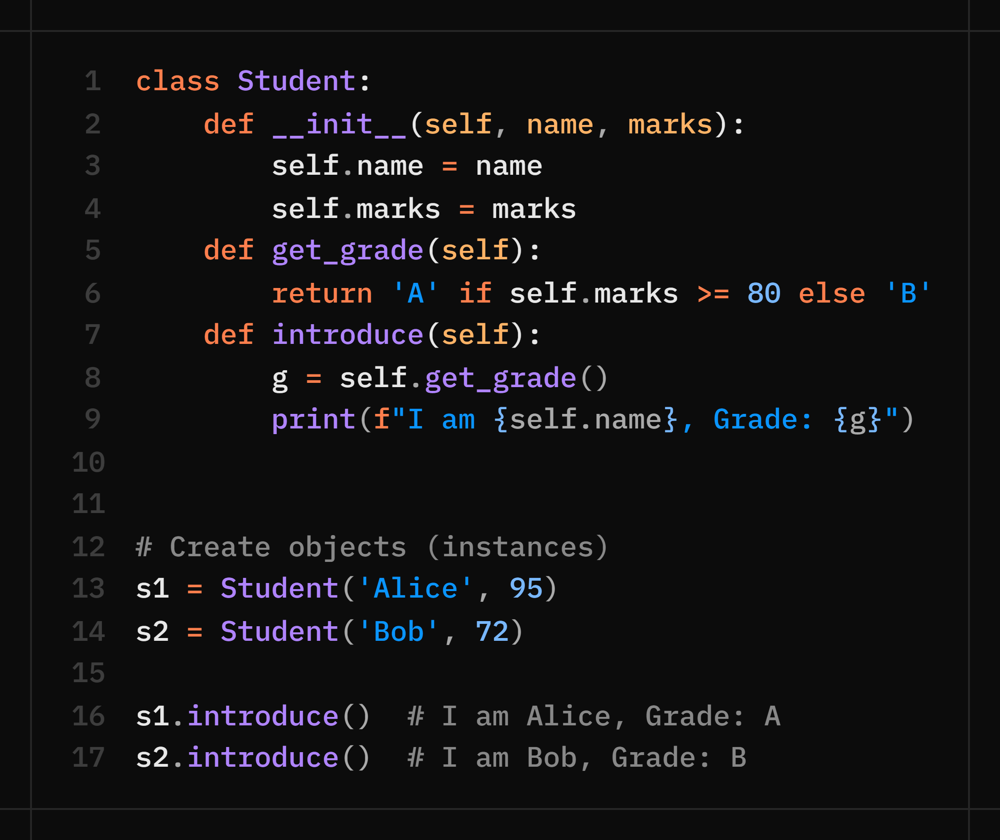 1 class Student:
2     def __init__(self, name, marks):
3         self.name = name
4         self.marks = marks
5     def get_grade(self):
6         return 'A' if self.marks >= 80 else 'B'
7     def introduce(self):
8         g = self.get_grade()
9         print(f"I am {self.name}, Grade: {g}")
10
11
12 # Create objects (instances)
13 s1 = Student('Alice', 95)
14 s2 = Student('Bob', 72)
15
16 s1.introduce()  # I am Alice, Grade: A
17 s2.introduce()  # I am Bob, Grade: B